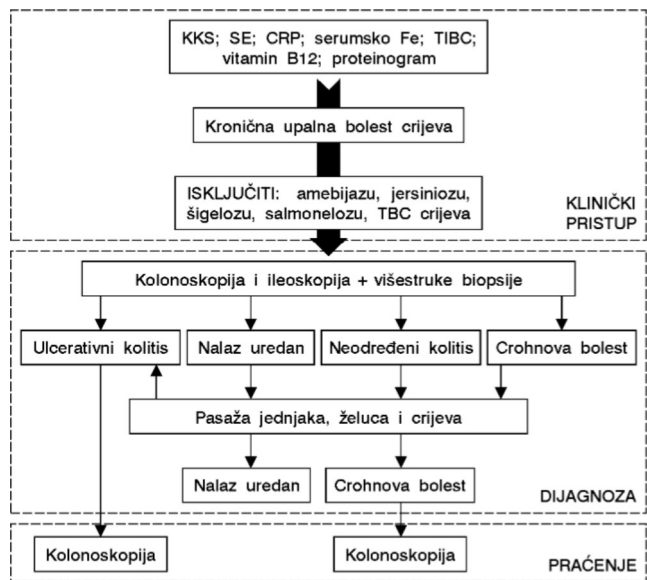 KKS; SE; CRP; serumsko Fe; TIBC;
vitamin B12; proteinogram
Kronična upalna bolest crijeva
ISKLJUČITI: amebijazu, jersiniozu,
šigelozu, salmonelozu, TBC crijeva
KLINIČKI
PRISTUP
Kolonoskopija i ileoskopija + višestruke biopsije
Ulcerativni kolitis
Nalaz uredan
Neodređeni kolitis
Crohnova bolest
Pasaža jednjaka, želuca i crijeva
Nalaz uredan
Crohnova bolest
DIJAGNOZA
Kolonoskopija
Kolonoskopija
PRAĆENJE